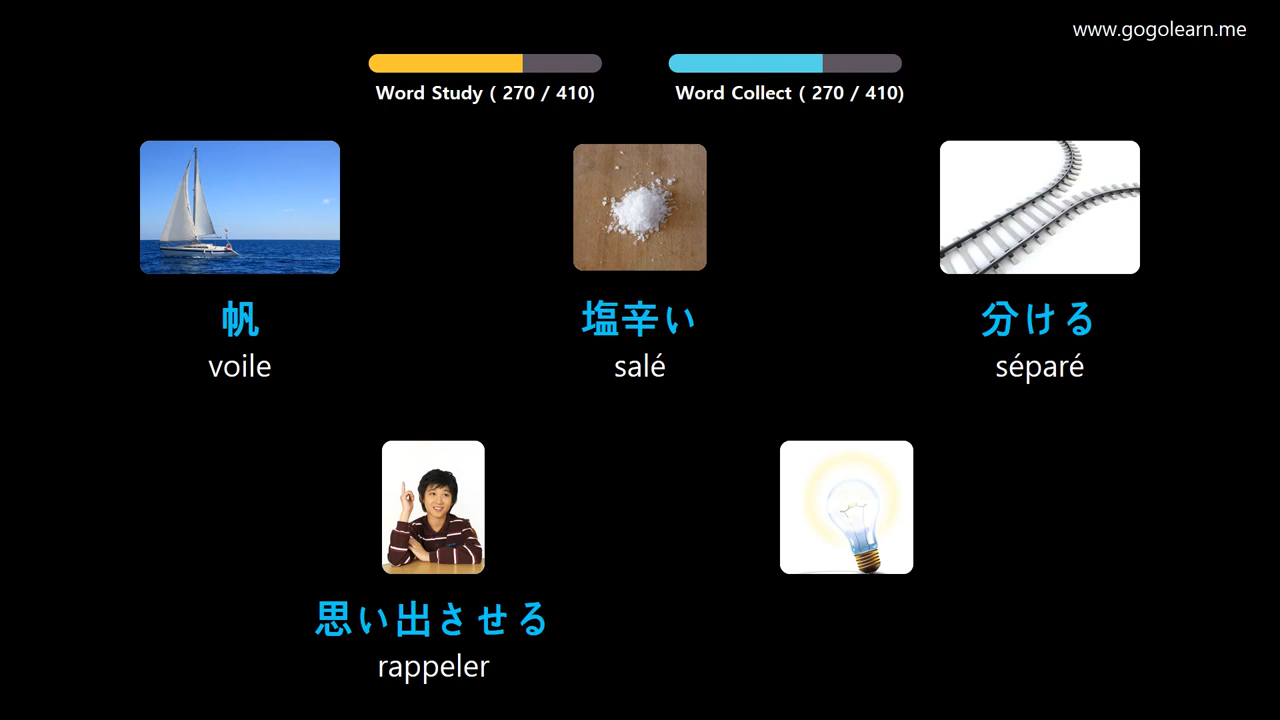 www.gogolearn.me
Word Study ( 270 / 410)
Word Collect ( 270 / 410)
帆
voile
塩辛い
salé
分ける
séparé
思い出させる
rappeler